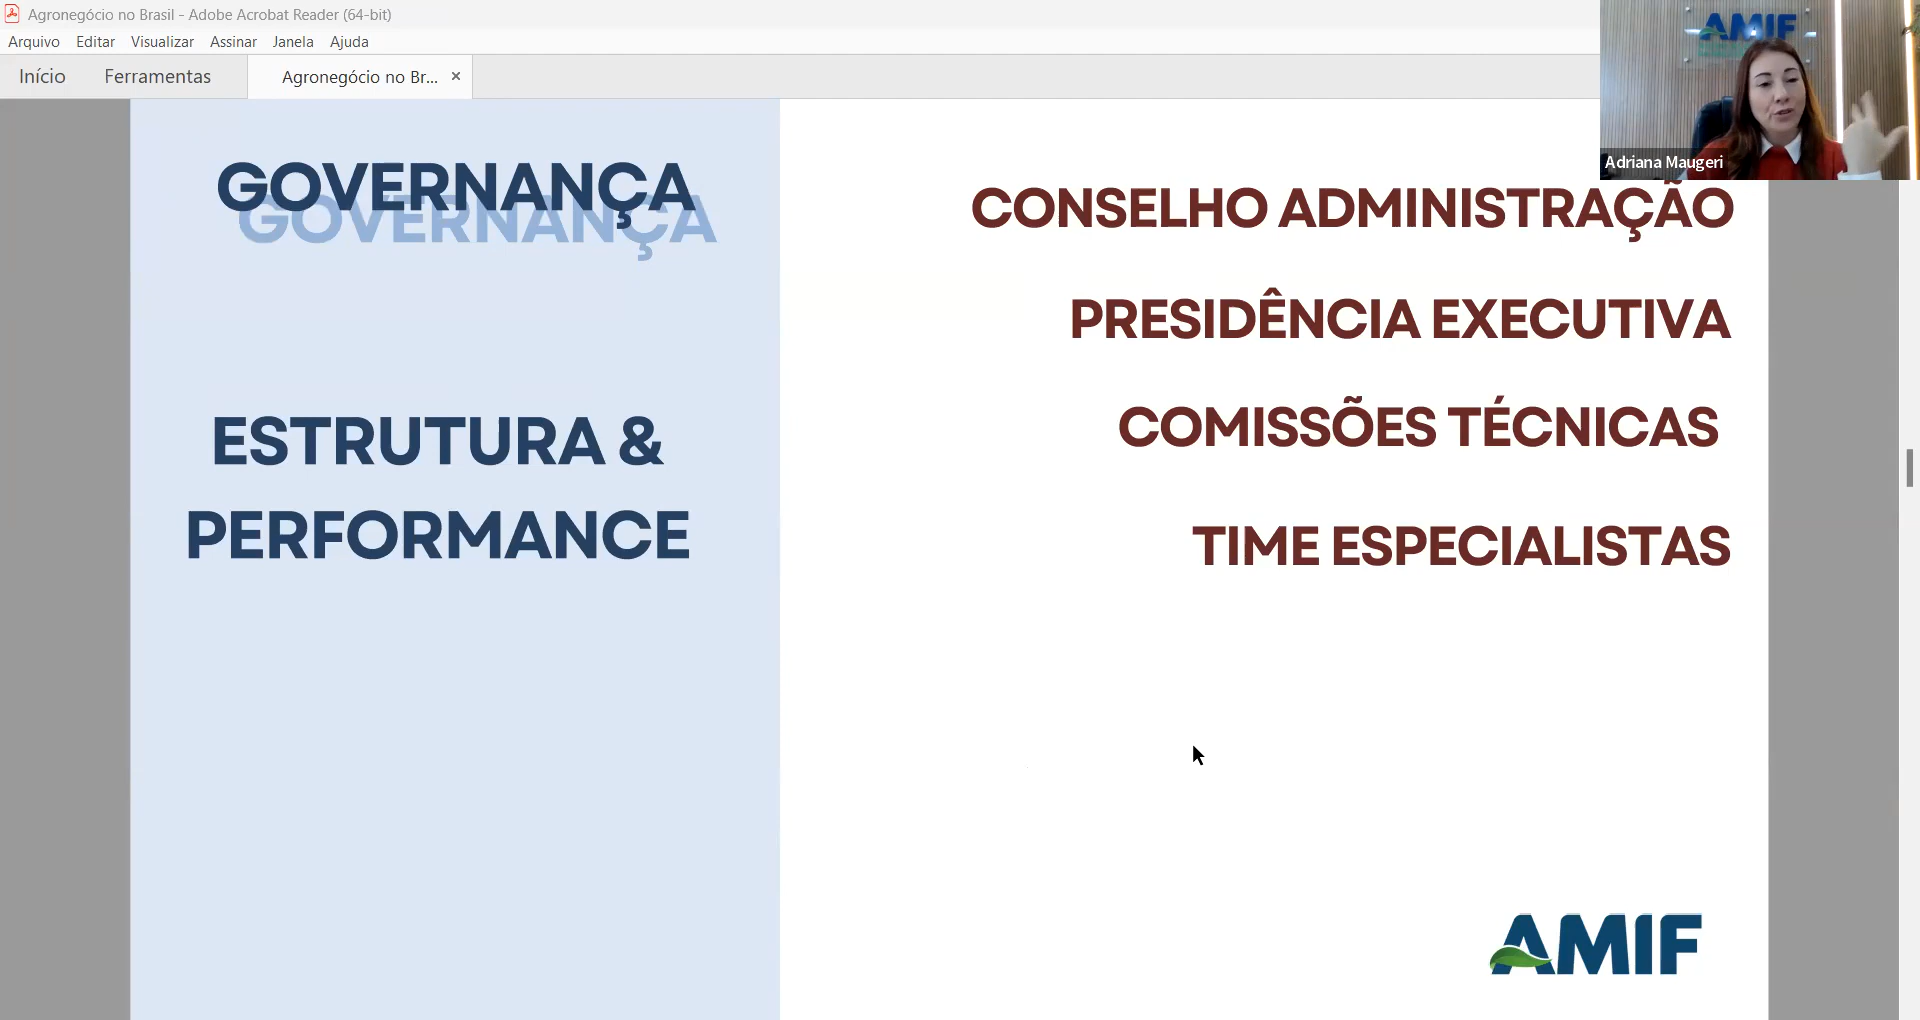 Agronegócio no Brasil - Adobe Acrobat Reader (64-bit)
Arquivo Editar Visualizar Assinar Janela Ajuda
Início Ferramentas Agronegócio no Br... ×
AMIF
Adriana Maugeri
GOVERNANÇA
GOVERNANÇA
ESTRUTURA &
PERFORMANCE
CONSELHO ADMINISTRAÇÃO
PRESIDÊNCIA EXECUTIVA
COMISSÕES TÉCNICAS
TIME ESPECIALISTAS
AMIF